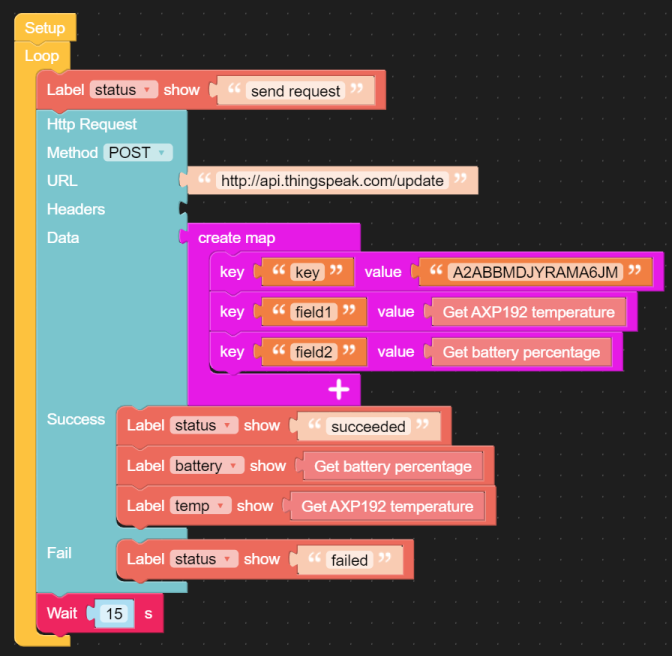 Setup
Loop
Label status ▾ show “ send request ”
Http Request
Method POST ▾
URL “ http://api.thingspeak.com/update ”
Headers
Data create map
key “ key ” value “ A2ABBMDJYRAMA6JM ”
key “ field1 ” value Get AXP192 temperature
key “ field2 ” value Get battery percentage
+
Success Label status ▾ show “ succeeded ”
Label battery ▾ show Get battery percentage
Label temp ▾ show Get AXP192 temperature
Fail Label status ▾ show “ failed ”
Wait 15 s